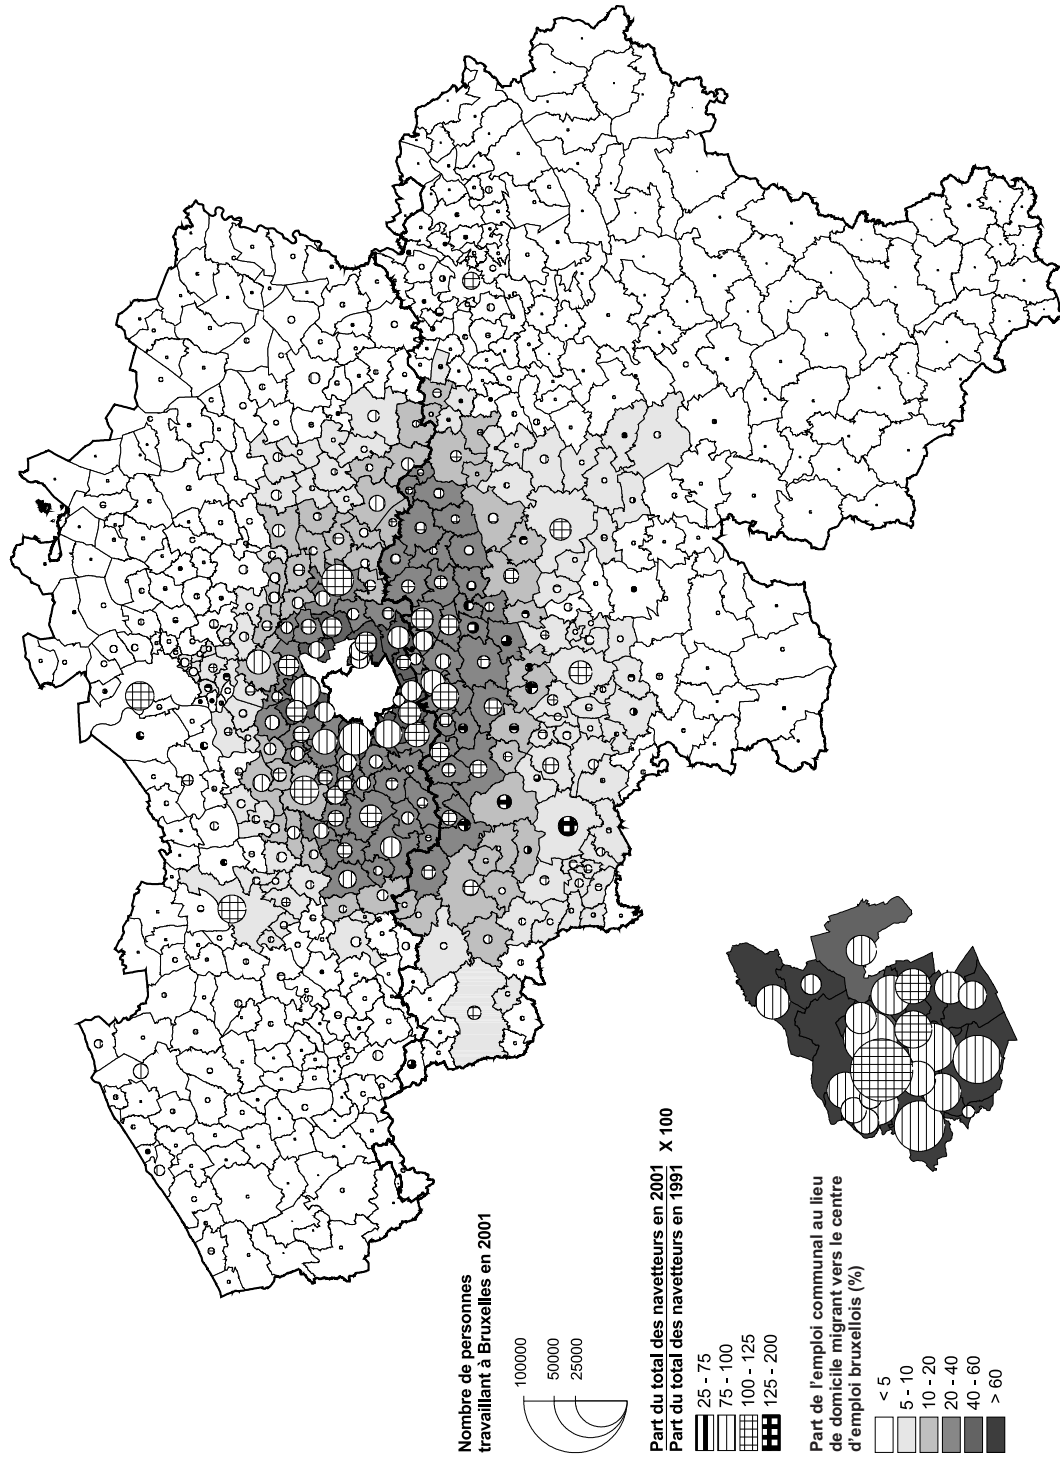 Nombre de personnes
travaillant à Bruxelles en 2001
100000
50000
25000
Part du total des navetteurs en 2001 X 100
Part du total des navetteurs en 1991
25 - 75
75 - 100
100 - 125
125 - 200
Part de l'emploi communal au lieu
de domicile migrant vers le centre
d'emploi bruxellois (%)
< 5
5 - 10
10 - 20
20 - 40
40 - 60
> 60